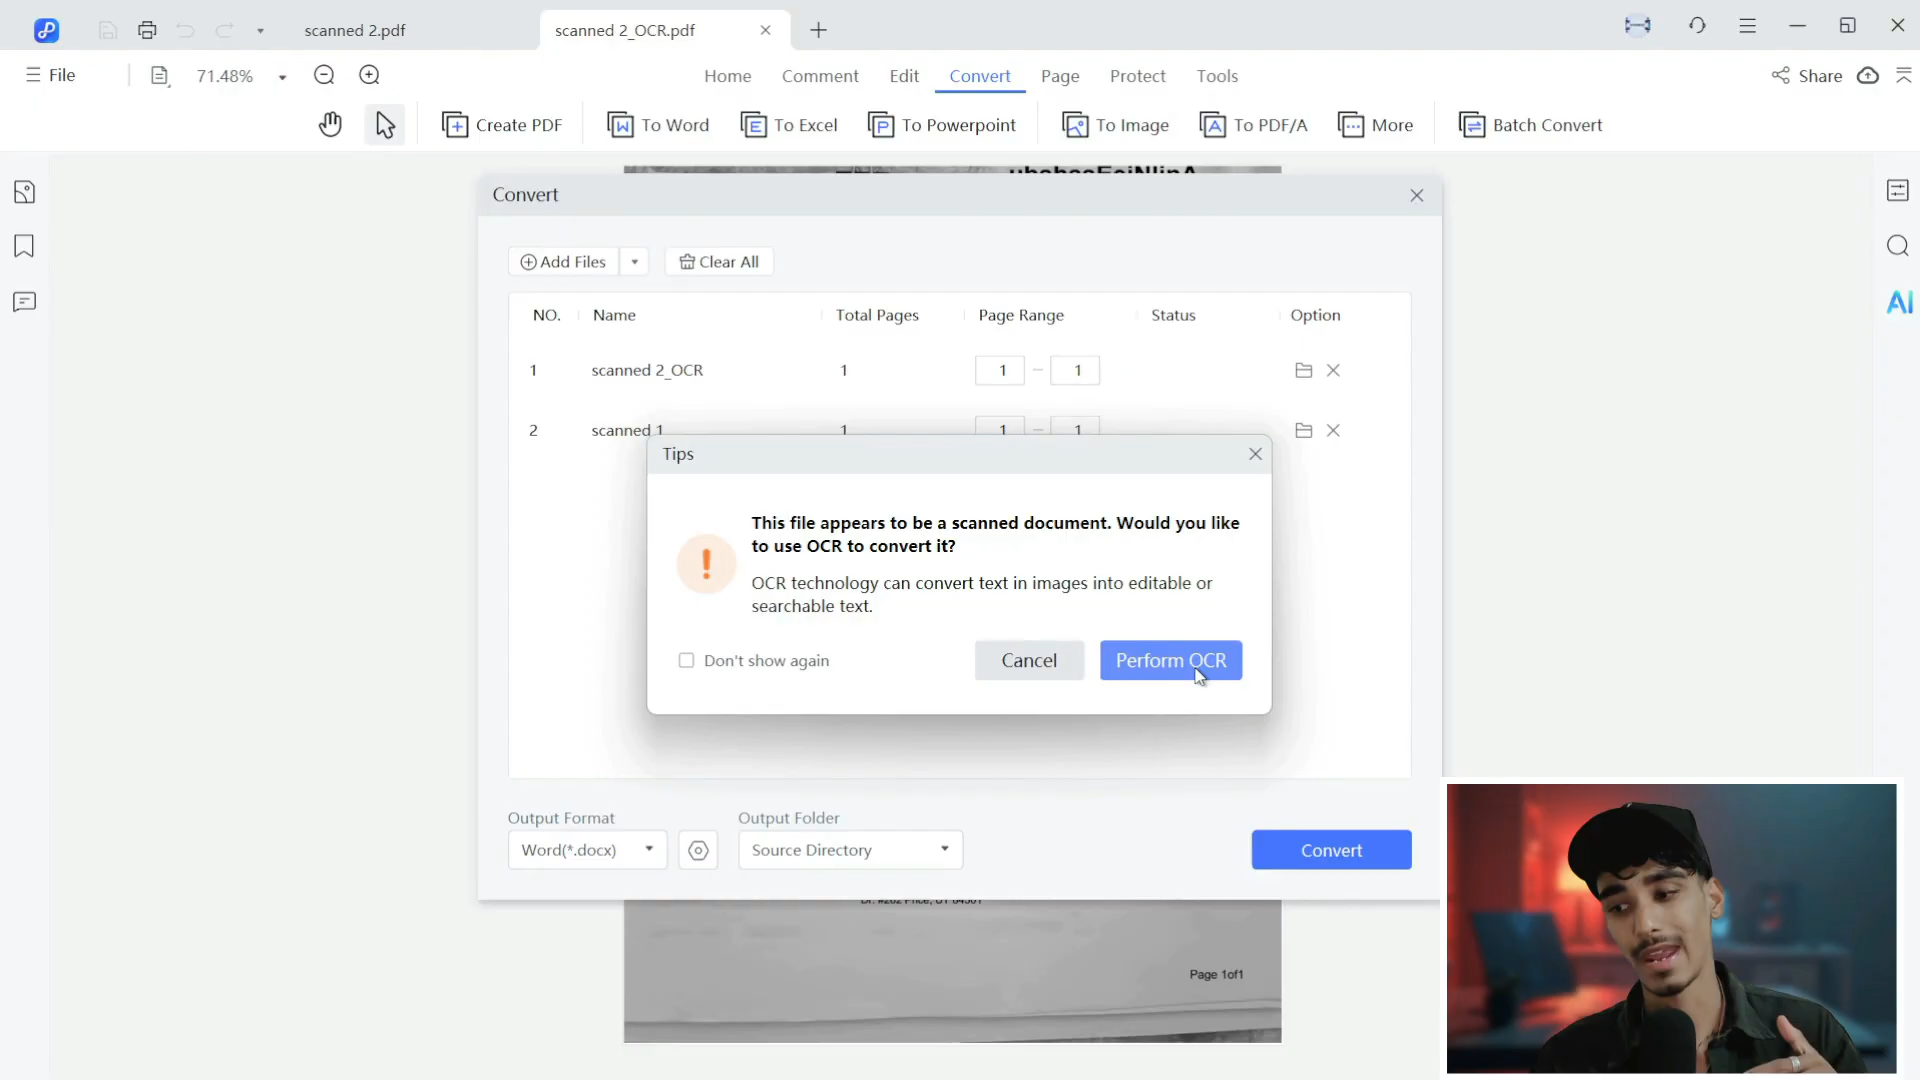 scanned 2.pdf
scanned 2_OCR.pdf
File
71.48%
Home
Comment
Edit
Convert
Page
Protect
Tools
Share
Create PDF
To Word
To Excel
To Powerpoint
To Image
To PDF/A
More
Batch Convert
Convert
Add Files
Clear All
NO.
Name
Total Pages
Page Range
Status
Option
1
scanned 2_OCR
1
1 – 1
2
scanned 1
1
1 – 1
Tips
This file appears to be a scanned document. Would you like
to use OCR to convert it?
OCR technology can convert text in images into editable or
searchable text.
Don't show again
Cancel
Perform OCR
Output Format
Output Folder
Word(*.docx)
Source Directory
Convert
Page 1of1
AI